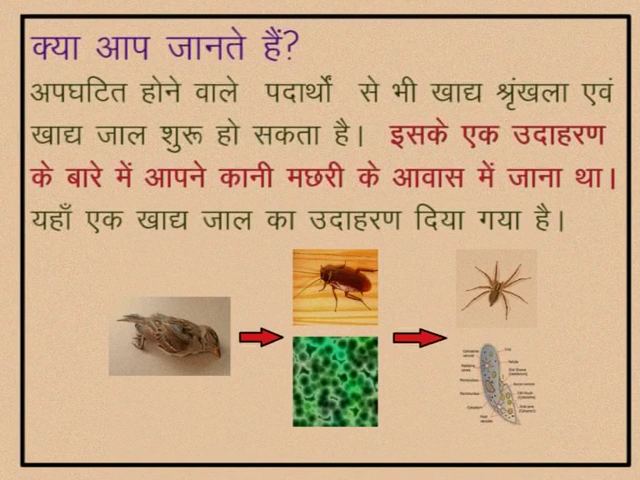 क्या आप जानते हैं?
अपघटित होने वाले पदार्थों से भी खाद्य श्रृंखला एवं
खाद्य जाल शुरू हो सकता है। इसके एक उदाहरण
के बारे में आपने कानी मछरी के आवास में जाना था।
यहाँ एक खाद्य जाल का उदाहरण दिया गया है।